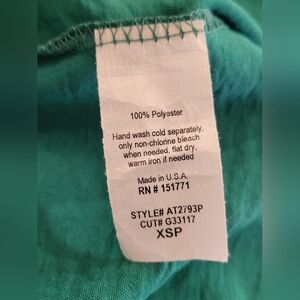 100% Polyester
Hand wash cold separately,
only non-chlorine bleach
when needed, flat dry,
warm iron if needed
Made in U.S.A.
RN # 151771
STYLE# AT2793P
CUT# G33117
XSP